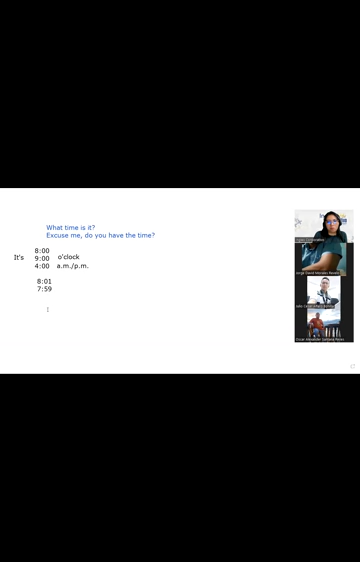 What time is it?
Excuse me, do you have the time?
8:00
It's 9:00 o'clock
4:00 a.m./p.m.
8:01
7:59